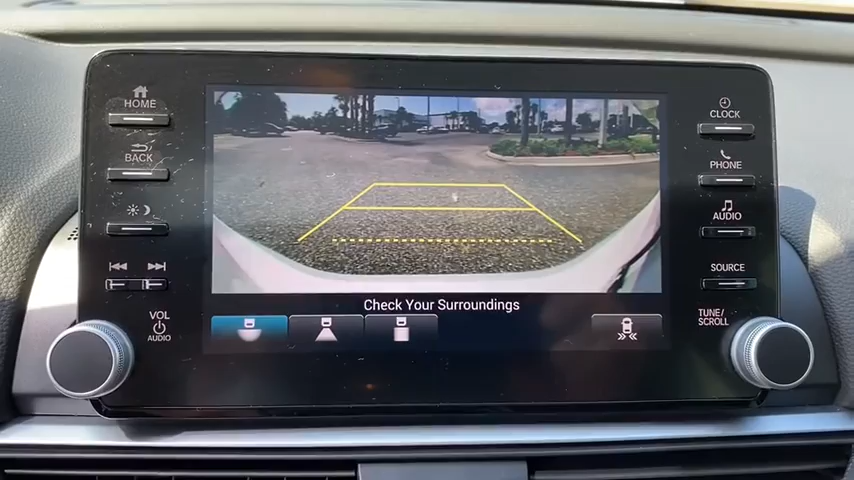 HOME
BACK
VOL
AUDIO
Check Your Surroundings
CLOCK
PHONE
AUDIO
SOURCE
TUNE/
SCROLL